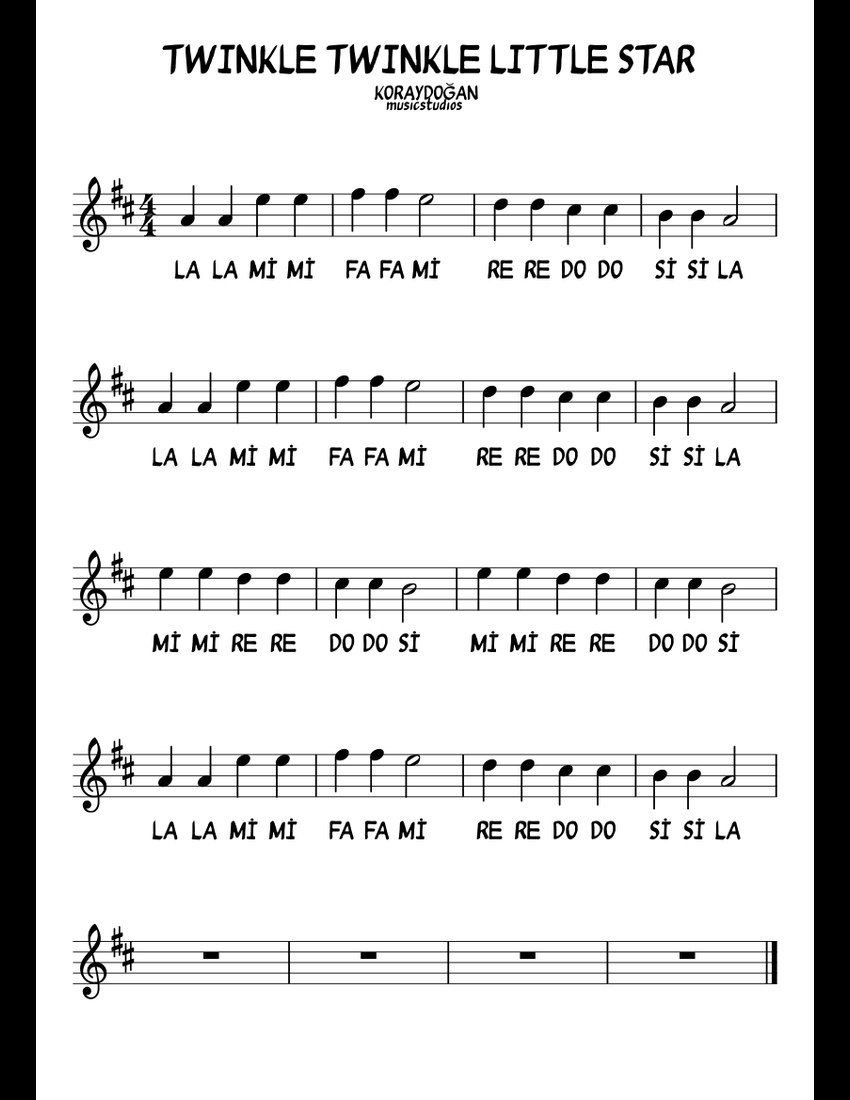 TWINKLE TWINKLE LITTLE STAR
KORAYDOĞAN
musicstudios
4
4
LA LA Mİ Mİ FA FA Mİ RE RE DO DO Sİ Sİ LA
LA LA Mİ Mİ FA FA Mİ RE RE DO DO Sİ Sİ LA
Mİ Mİ RE RE DO DO Sİ Mİ Mİ RE RE DO DO Sİ
LA LA Mİ Mİ FA FA Mİ RE RE DO DO Sİ Sİ LA